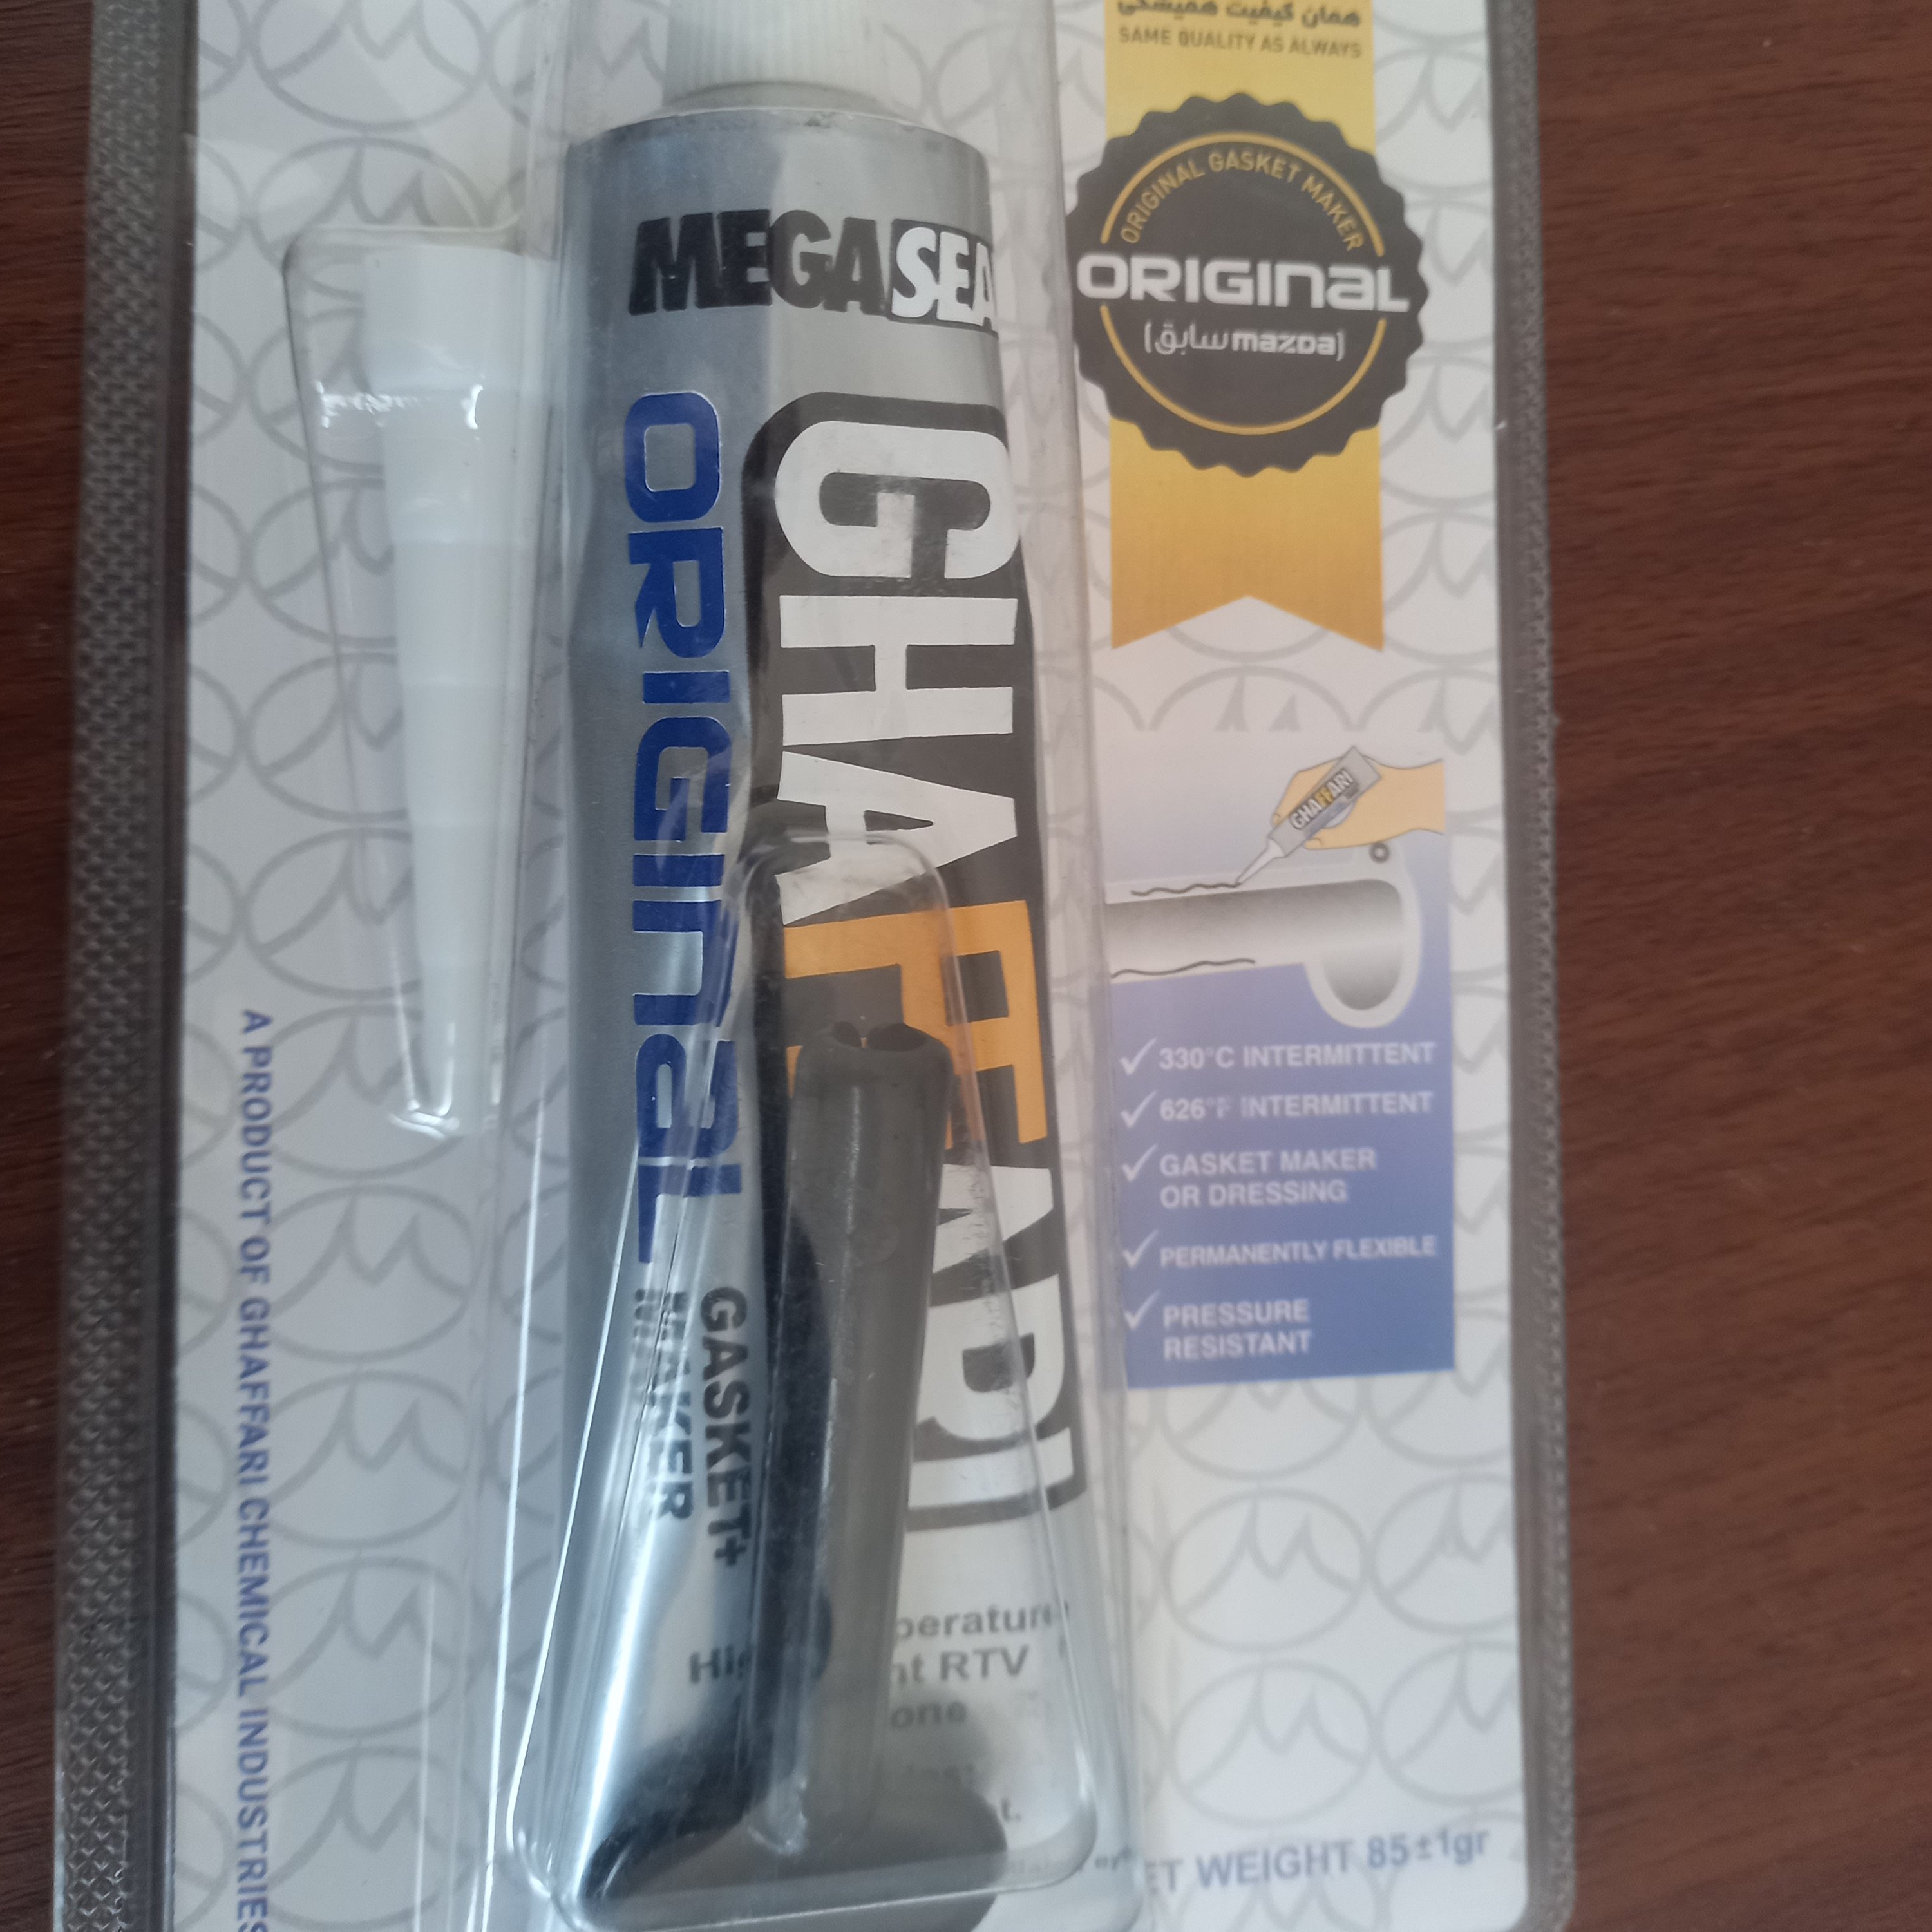 همان کیفیت همیشگی
SAME QUALITY AS ALWAYS
ORIGINAL GASKET MAKER
ORIGINAL
(سابق mazda)
MEGASEA
GHAFFARI
ORIGINAL
GASKET+
MAKER
RTV
GHAFFARI
330°C INTERMITTENT
626°F INTERMITTENT
GASKET MAKER
OR DRESSING
PERMANENTLY FLEXIBLE
PRESSURE
RESISTANT
WEIGHT 85±1gr
A PRODUCT OF GHAFFARI CHEMICAL INDUSTRIES